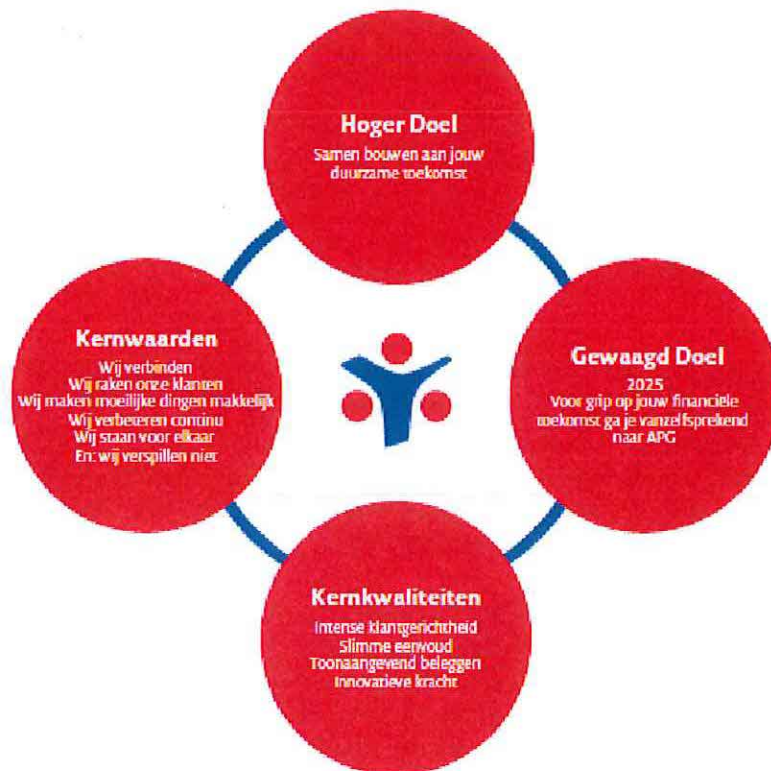 Hoger Doel
Samen bouwen aan jouw
duurzame toekomst
Kernwaarden
Wij verbinden
Wij raken onze klanten
Wij maken moeilijke dingen makkelijk
Wij verbeteren continu
Wij staan voor elkaar
En: wij verspillen niet
Gewaagd Doel
2025
Voor grip op jouw financiële
toekomst ga je vanzelfsprekend
naar APG
Kernkwaliteiten
Intense klantgerichtheid
Slimme eenvoud
Toonaangevend beleggen
Innovatieve kracht